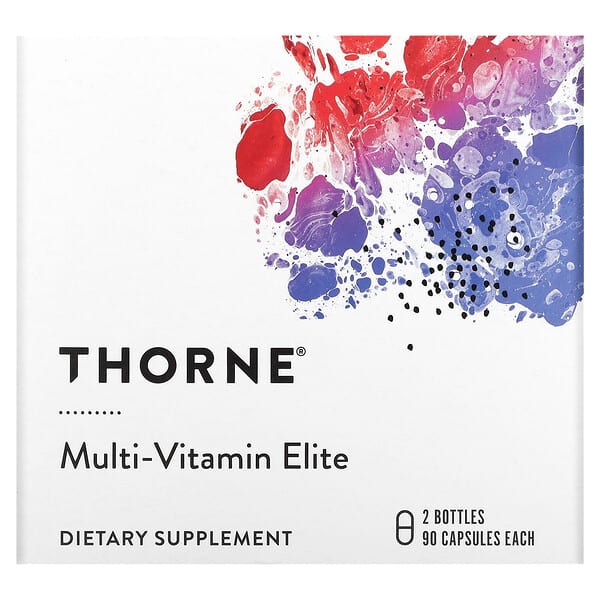 THORNE®
Multi-Vitamin Elite
DIETARY SUPPLEMENT
2 BOTTLES
90 CAPSULES EACH